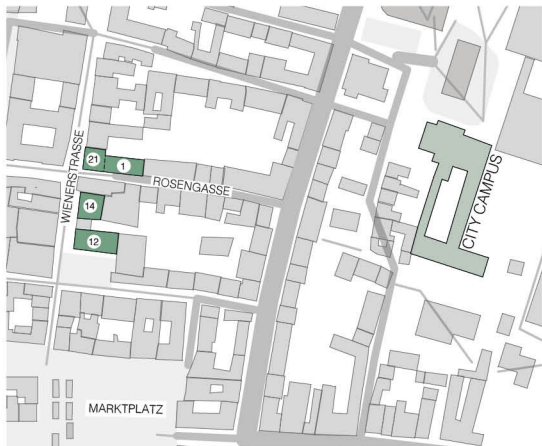 WIENERSTRASSE
21
1
ROSENGASSE
14
12
CITY CAMPUS
MARKTPLATZ